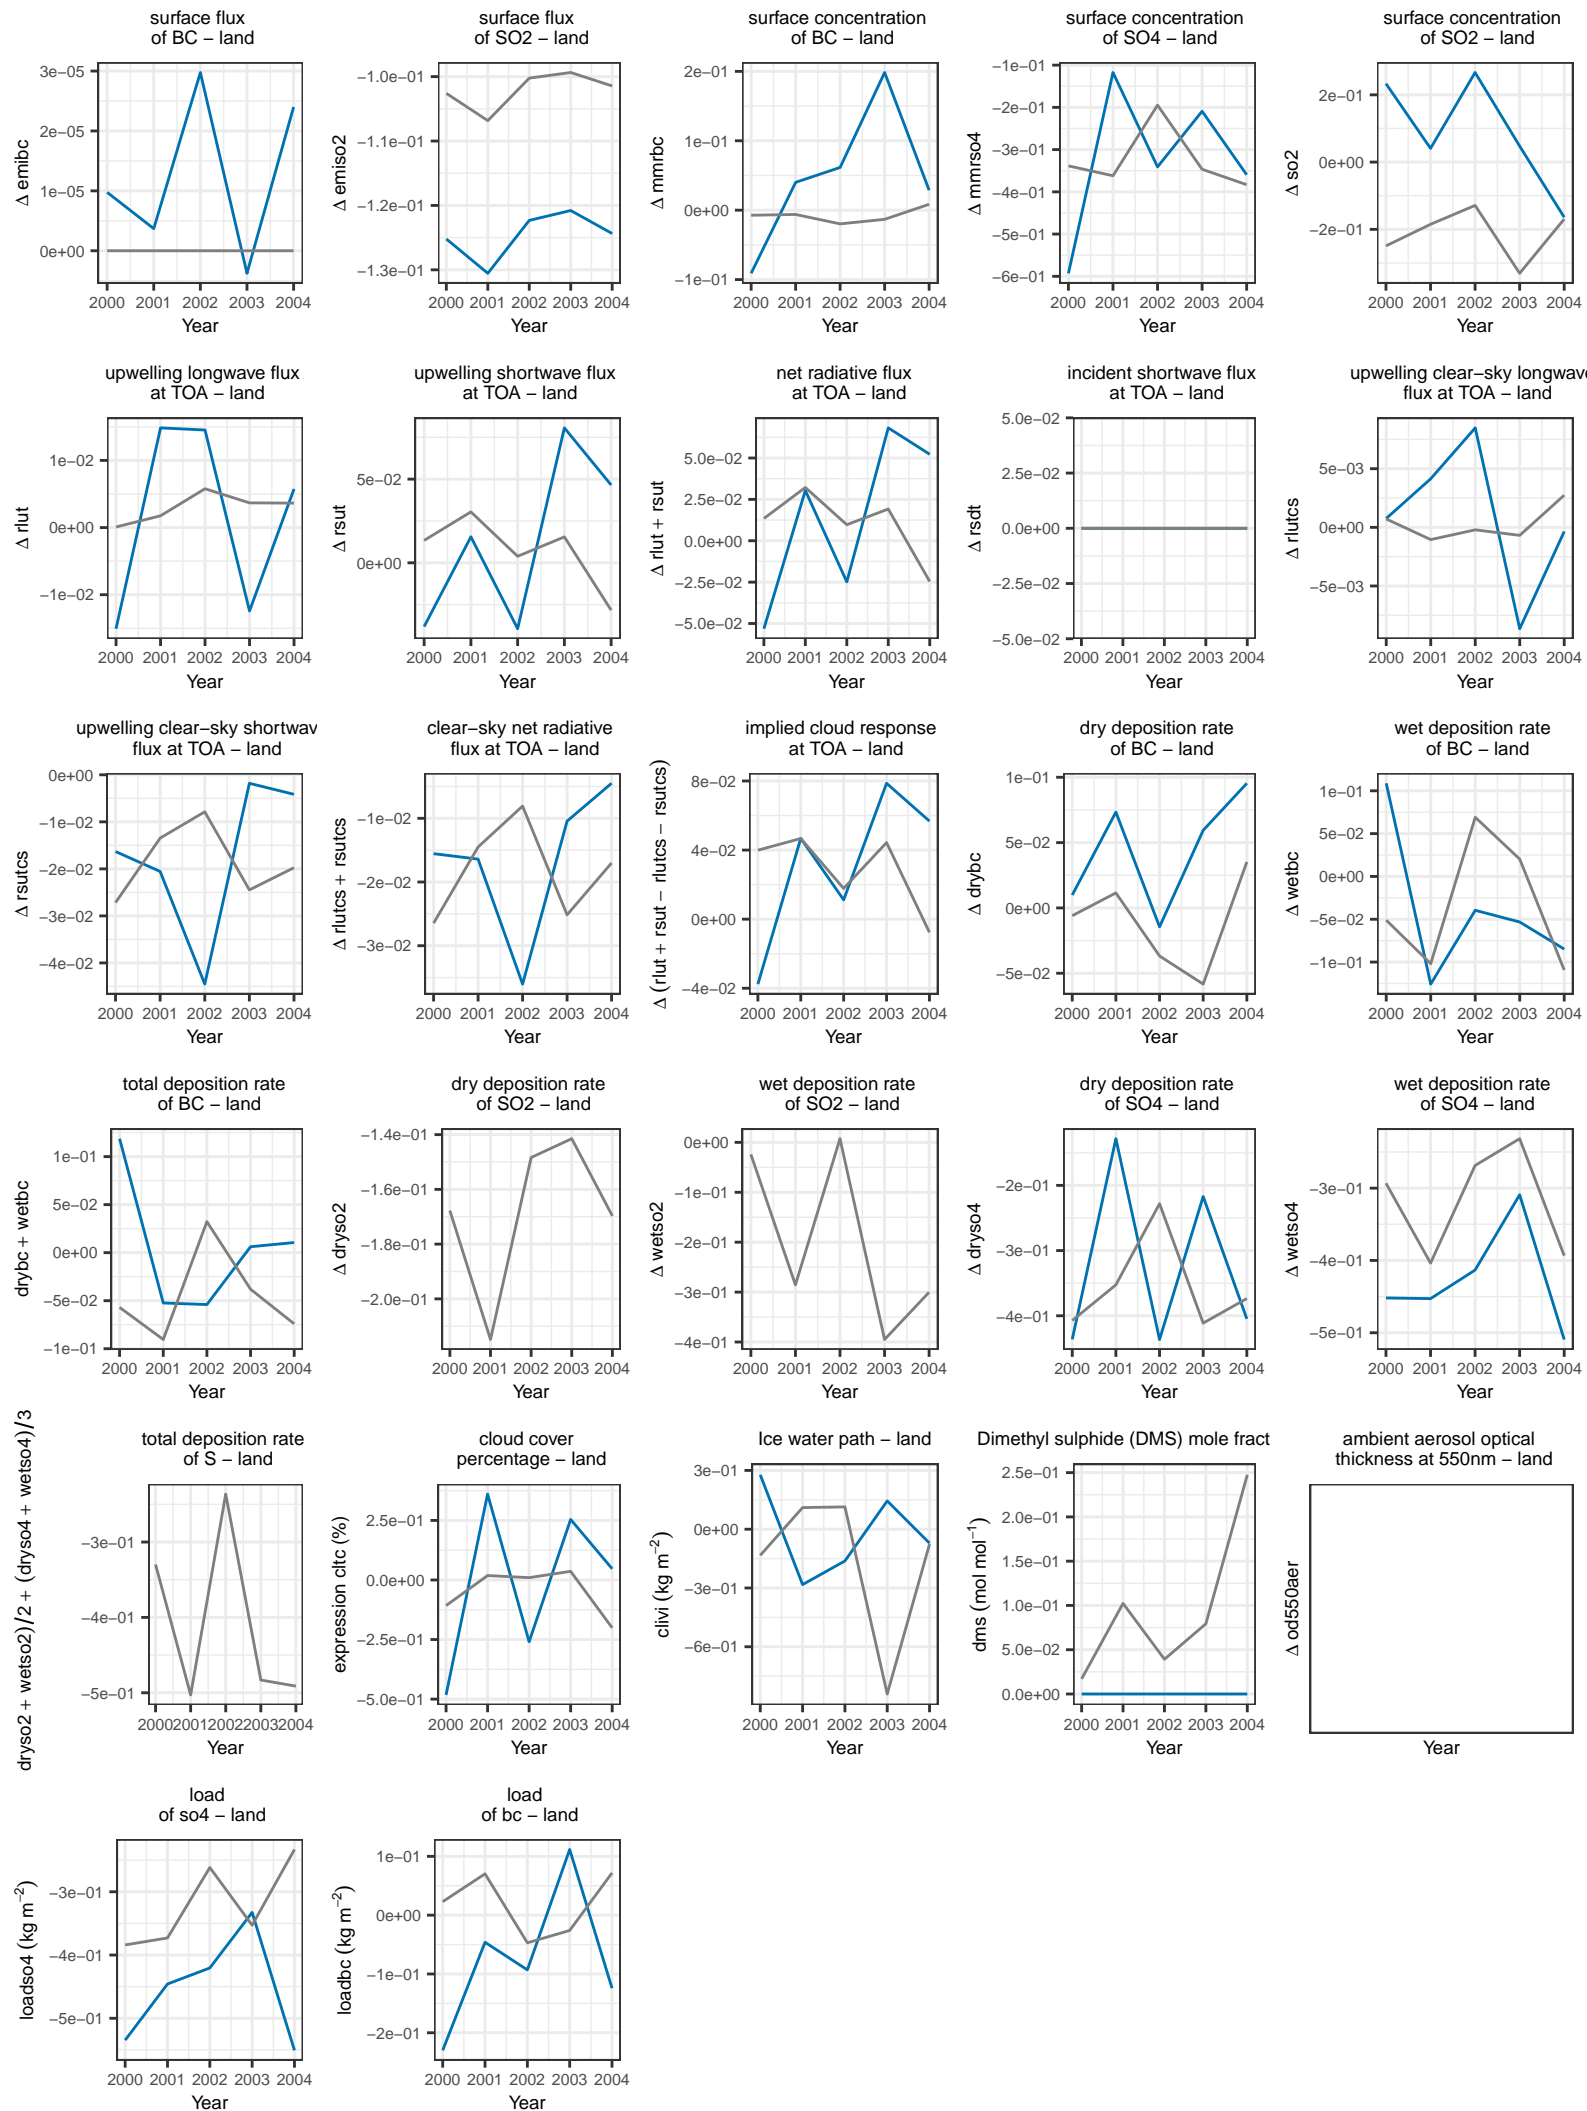 surface flux
of BC – land
Δ emibc
3e−05
2e−05
1e−05
0e+00
2000 2001 2002 2003 2004
Year
surface flux
of SO2 – land
Δ emiso2
−1.0e−01
−1.1e−01
−1.2e−01
−1.3e−01
2000 2001 2002 2003 2004
Year
surface concentration
of BC – land
Δ mmrbc
2e−01
1e−01
0e+00
−1e−01
2000 2001 2002 2003 2004
Year
surface concentration
of SO4 – land
Δ mmrso4
−1e−01
−2e−01
−3e−01
−4e−01
−5e−01
−6e−01
2000 2001 2002 2003 2004
Year
surface concentration
of SO2 – land
Δ so2
2e−01
0e+00
−2e−01
2000 2001 2002 2003 2004
Year
upwelling longwave flux
at TOA – land
Δ rlut
1e−02
0e+00
−1e−02
2000 2001 2002 2003 2004
Year
upwelling shortwave flux
at TOA – land
Δ rsut
5e−02
0e+00
2000 2001 2002 2003 2004
Year
net radiative flux
at TOA – land
Δ rlut + rsut
5.0e−02
2.5e−02
0.0e+00
−2.5e−02
−5.0e−02
2000 2001 2002 2003 2004
Year
incident shortwave flux
at TOA – land
Δ rsdt
5.0e−02
2.5e−02
0.0e+00
−2.5e−02
−5.0e−02
2000 2001 2002 2003 2004
Year
upwelling clear−sky longwave
flux at TOA – land
Δ rlutcs
5e−03
0e+00
−5e−03
2000 2001 2002 2003 2004
Year
upwelling clear−sky shortwav
flux at TOA – land
Δ rsutcs
0e+00
−1e−02
−2e−02
−3e−02
−4e−02
2000 2001 2002 2003 2004
Year
clear−sky net radiative
flux at TOA – land
Δ rlutcs + rsutcs
−1e−02
−2e−02
−3e−02
2000 2001 2002 2003 2004
Year
implied cloud response
at TOA – land
Δ (rlut + rsut − rlutcs − rsutcs)
8e−02
4e−02
0e+00
−4e−02
2000 2001 2002 2003 2004
Year
dry deposition rate
of BC – land
Δ drybc
1e−01
5e−02
0e+00
−5e−02
2000 2001 2002 2003 2004
Year
wet deposition rate
of BC – land
Δ wetbc
1e−01
5e−02
0e+00
−5e−02
−1e−01
2000 2001 2002 2003 2004
Year
total deposition rate
of BC – land
drybc + wetbc
1e−01
5e−02
0e+00
−5e−02
−1e−01
2000 2001 2002 2003 2004
Year
dry deposition rate
of SO2 – land
Δ dryso2
−1.4e−01
−1.6e−01
−1.8e−01
−2.0e−01
2000 2001 2002 2003 2004
Year
wet deposition rate
of SO2 – land
Δ wetso2
0e+00
−1e−01
−2e−01
−3e−01
−4e−01
2000 2001 2002 2003 2004
Year
dry deposition rate
of SO4 – land
Δ dryso4
−2e−01
−3e−01
−4e−01
2000 2001 2002 2003 2004
Year
wet deposition rate
of SO4 – land
Δ wetso4
−3e−01
−4e−01
−5e−01
2000 2001 2002 2003 2004
Year
total deposition rate
of S – land
dryso2 + wetso2)/2 + (dryso4 + wetso4)/3
−3e−01
−4e−01
−5e−01
2000 2001 2002 2003 2004
Year
cloud cover
percentage – land
expression cltc (%)
2.5e−01
0.0e+00
−2.5e−01
−5.0e−01
2000 2001 2002 2003 2004
Year
Ice water path – land
clivi (kg m⁻²)
3e−01
0e+00
−3e−01
−6e−01
2000 2001 2002 2003 2004
Year
Dimethyl sulphide (DMS) mole fract
dms (mol mol⁻¹)
2.5e−01
2.0e−01
1.5e−01
1.0e−01
5.0e−02
0.0e+00
2000 2001 2002 2003 2004
Year
ambient aerosol optical
thickness at 550nm – land
Δ od550aer
Year
load
of so4 – land
loadso4 (kg m⁻²)
−3e−01
−4e−01
−5e−01
2000 2001 2002 2003 2004
Year
load
of bc – land
loadbc (kg m⁻²)
1e−01
0e+00
−1e−01
−2e−01
2000 2001 2002 2003 2004
Year